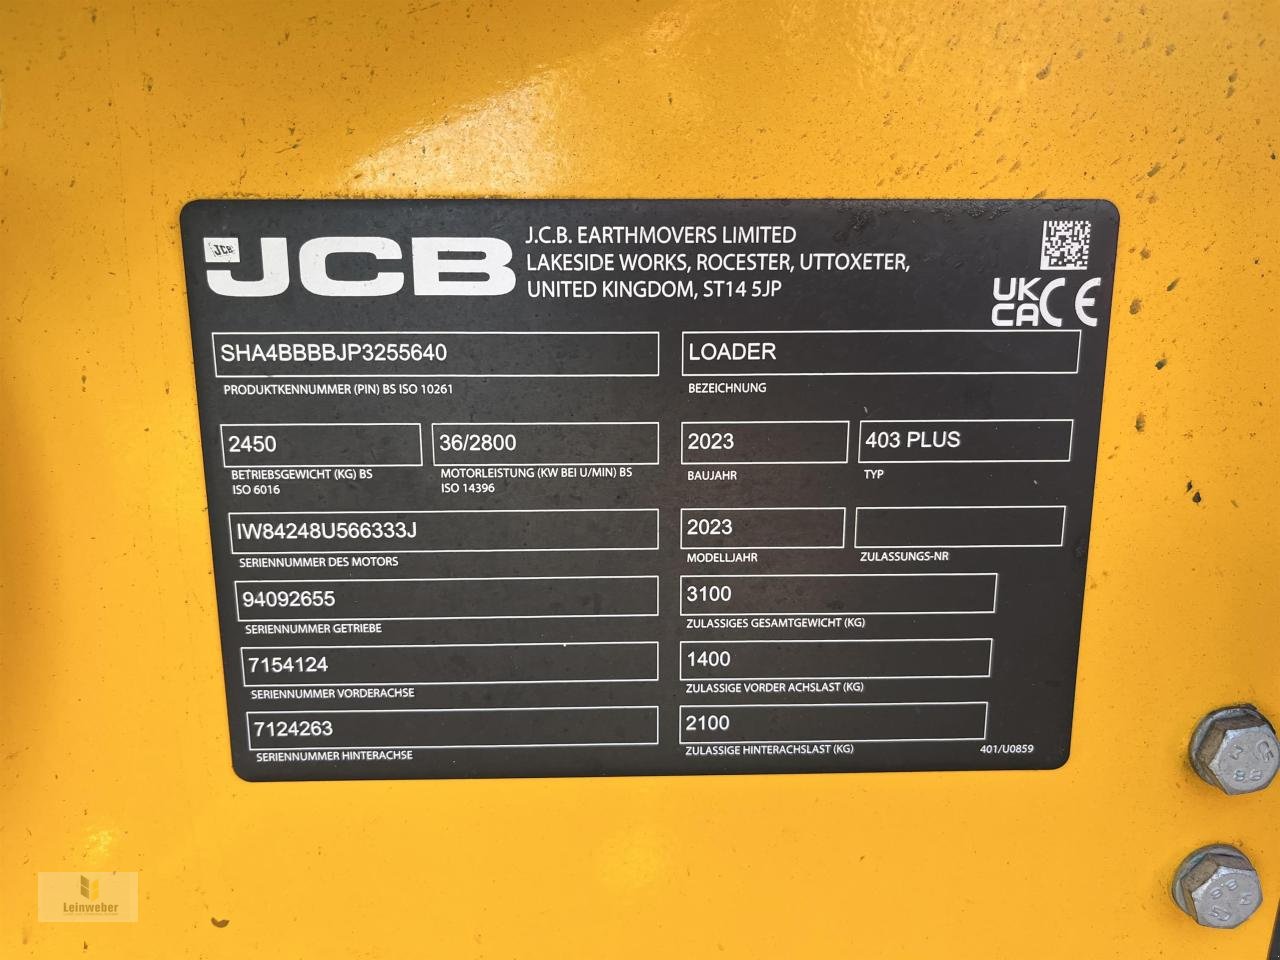 JCB
JCB
J.C.B. EARTHMOVERS LIMITED
LAKESIDE WORKS, ROCESTER, UTTOXETER,
UNITED KINGDOM, ST14 5JP
UK
CA
CE
SHA4BBBBJP3255640
PRODUKTKENNUMMER (PIN) BS ISO 10261
LOADER
BEZEICHNUNG
2450
BETRIEBSGEWICHT (KG) BS
ISO 6016
36/2800
MOTORLEISTUNG (KW BEI U/MIN) BS
ISO 14396
2023
BAUJAHR
403 PLUS
TYP
IW84248U566333J
SERIENNUMMER DES MOTORS
2023
MODELLJAHR
ZULASSUNGS-NR
94092655
SERIENNUMMER GETRIEBE
3100
ZULASSIGES GESAMTGEWICHT (KG)
7154124
SERIENNUMMER VORDERACHSE
1400
ZULASSIGE VORDER ACHSLAST (KG)
7124263
SERIENNUMMER HINTERACHSE
2100
ZULASSIGE HINTERACHSLAST (KG)
401/U0859
8.8
8.8
Leinweber